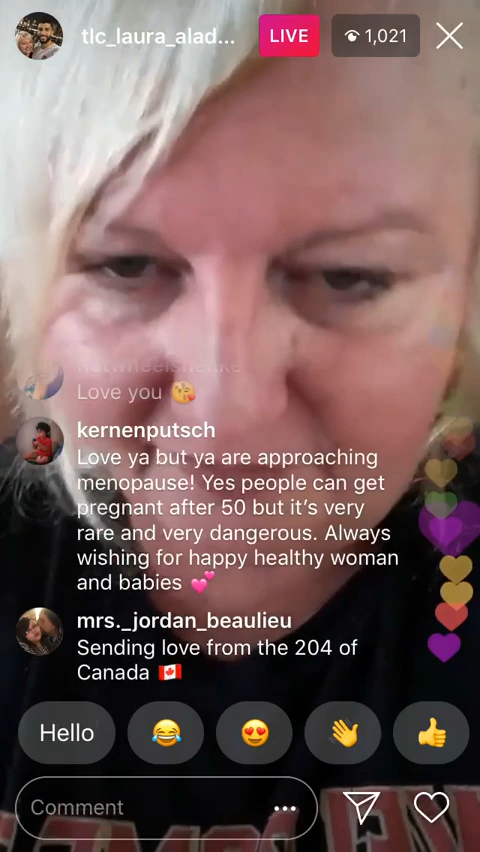 tlc_laura_alad...
LIVE
1,021
Love you 😘
kernenputsch
Love ya but ya are approaching
menopause! Yes people can get
pregnant after 50 but it’s very
rare and very dangerous. Always
wishing for happy healthy woman
and babies 💕
mrs._jordan_beaulieu
Sending love from the 204 of
Canada 🇨🇦
Hello 😂 😍 👋 👍
Comment